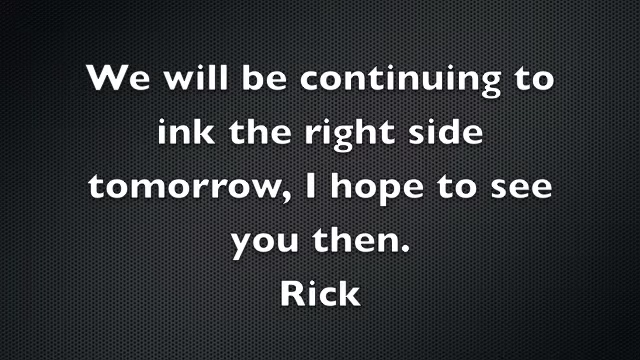 We will be continuing to
ink the right side
tomorrow, I hope to see
you then.
Rick